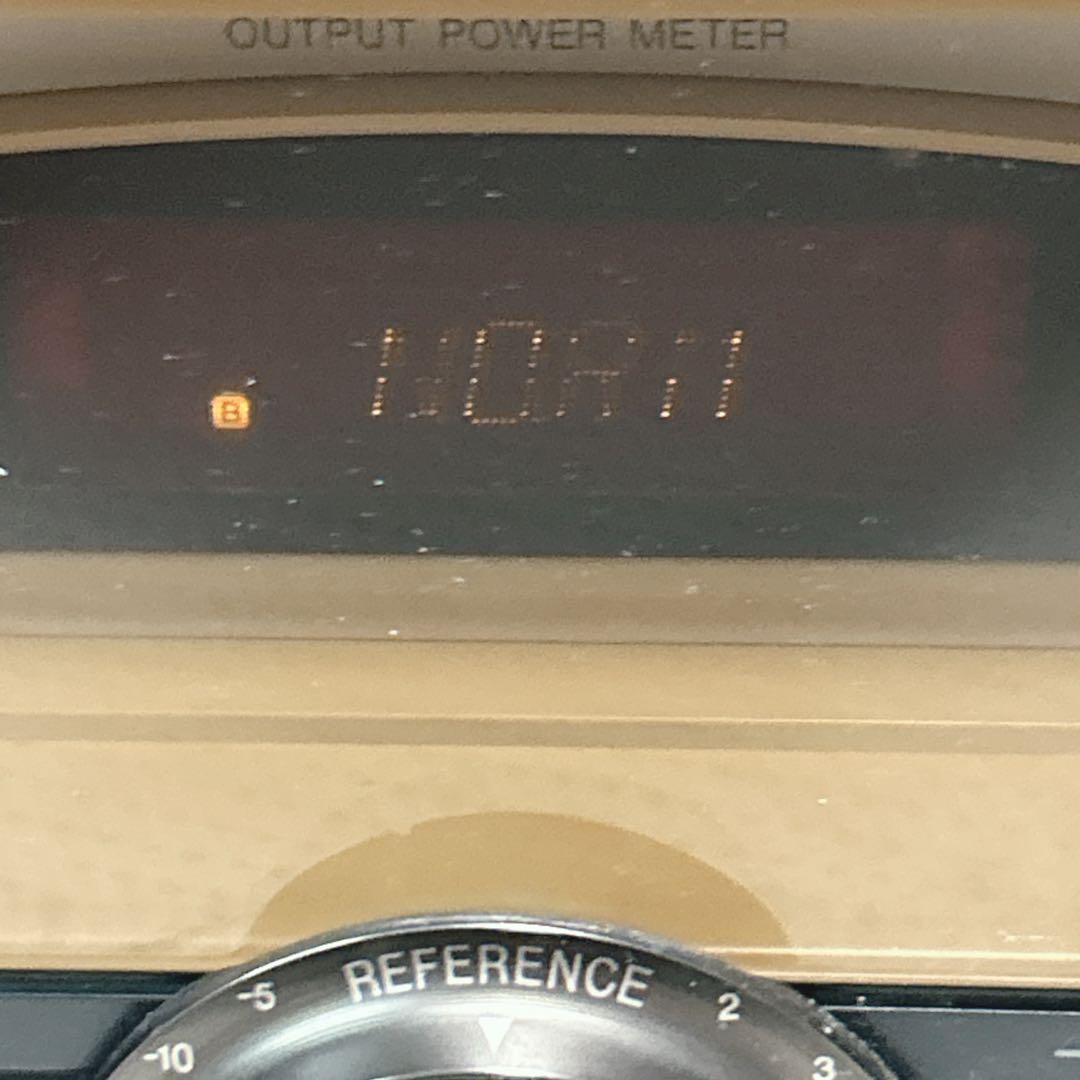 OUTPUT POWER METER
B NORM
REFERENCE
-5 2
-10 3